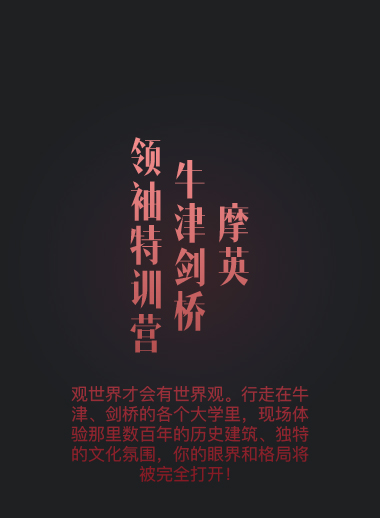 摩英
牛津剑桥
领袖特训营
观世界才会有世界观。行走在牛
津、剑桥的各个大学里，现场体
验那里数百年的历史建筑、独特
的文化氛围，你的眼界和格局将
被完全打开！